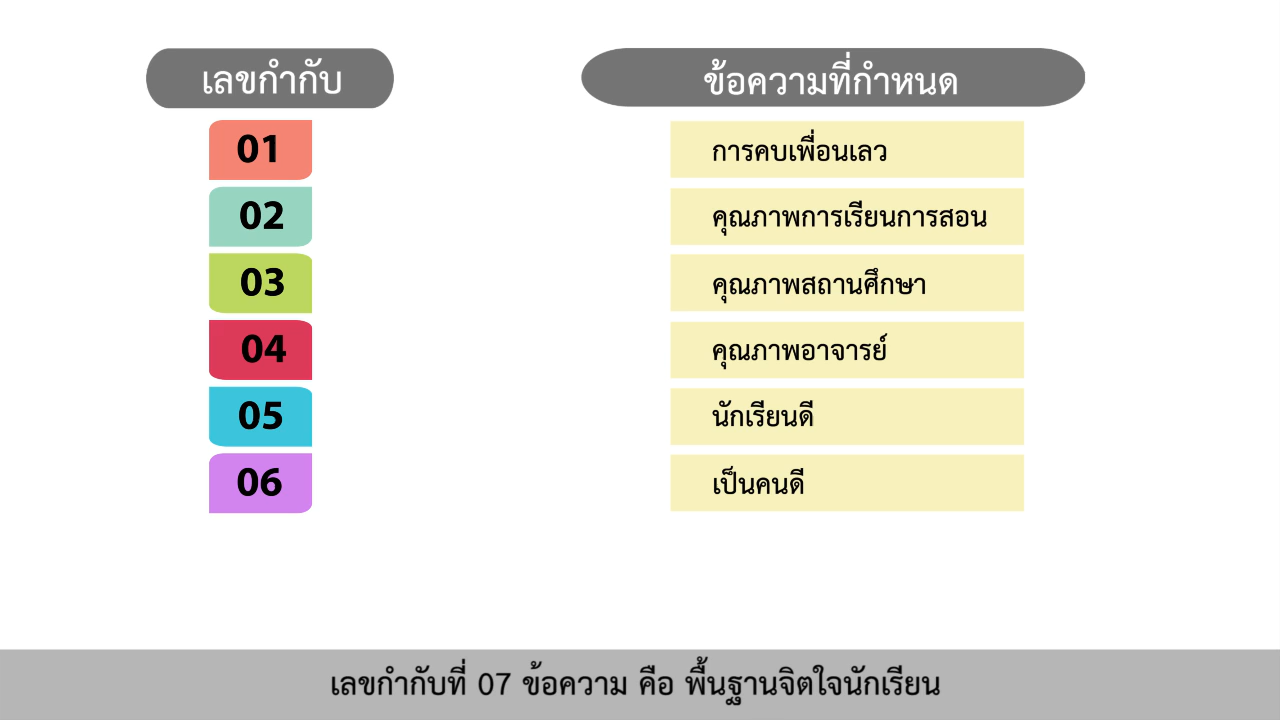 เลขกำกับ ข้อความที่กำหนด
01 การคบเพื่อนเลว
02 คุณภาพการเรียนการสอน
03 คุณภาพสถานศึกษา
04 คุณภาพอาจารย์
05 นักเรียนดี
06 เป็นคนดี
เลขกำกับที่ 07 ข้อความ คือ พื้นฐานจิตใจนักเรียน